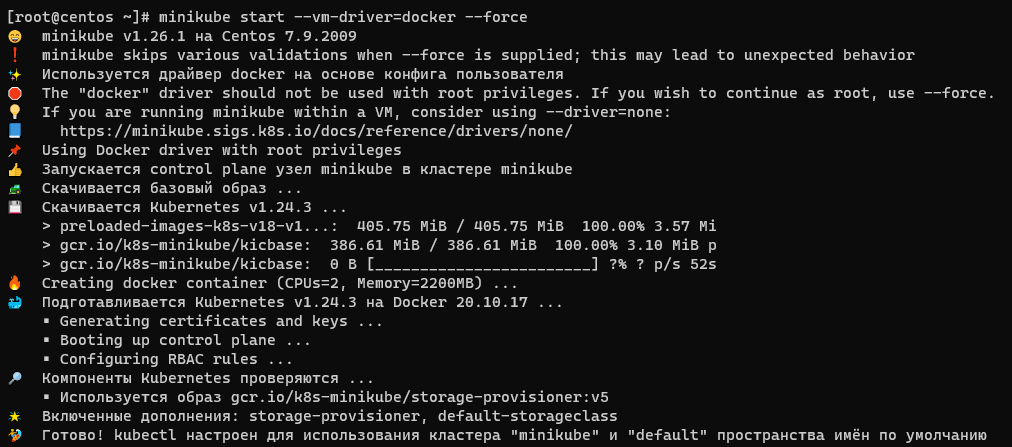 [root@centos ~]# minikube start --vm-driver=docker --force
😄 minikube v1.26.1 на Centos 7.9.2009
❗ minikube skips various validations when --force is supplied; this may lead to unexpected behavior
✨ Используется драйвер docker на основе конфига пользователя
🛑 The "docker" driver should not be used with root privileges. If you wish to continue as root, use --force.
💡 If you are running minikube within a VM, consider using --driver=none:
📘 https://minikube.sigs.k8s.io/docs/reference/drivers/none/
📌 Using Docker driver with root privileges
👍 Запускается control plane узел minikube в кластере minikube
🚜 Скачивается базовый образ ...
💾 Скачивается Kubernetes v1.24.3 ...
> preloaded-images-k8s-v18-v1...: 405.75 MiB / 405.75 MiB 100.00% 3.57 Mi
> gcr.io/k8s-minikube/kicbase: 386.61 MiB / 386.61 MiB 100.00% 3.10 MiB p
> gcr.io/k8s-minikube/kicbase: 0 B [________________________] ?% ? p/s 52s
🔥 Creating docker container (CPUs=2, Memory=2200MB) ...
🐳 Подготавливается Kubernetes v1.24.3 на Docker 20.10.17 ...
▪ Generating certificates and keys ...
▪ Booting up control plane ...
▪ Configuring RBAC rules ...
🔎 Компоненты Kubernetes проверяются ...
▪ Используется образ gcr.io/k8s-minikube/storage-provisioner:v5
🌟 Включенные дополнения: storage-provisioner, default-storageclass
🏄 Готово! kubectl настроен для использования кластера "minikube" и "default" пространства имён по умолчанию